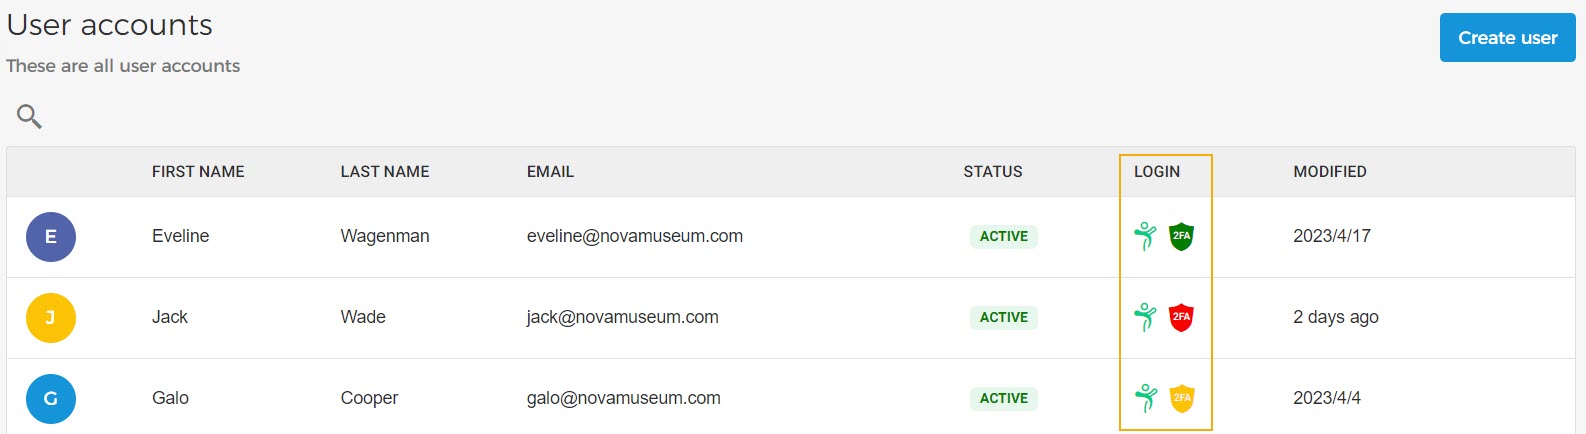 User accounts
Create user
These are all user accounts
FIRST NAME LAST NAME EMAIL STATUS LOGIN MODIFIED
E Eveline Wagenman eveline@novamuseum.com ACTIVE 2FA 2023/4/17
J Jack Wade jack@novamuseum.com ACTIVE 2FA 2 days ago
G Galo Cooper galo@novamuseum.com ACTIVE 2FA 2023/4/4